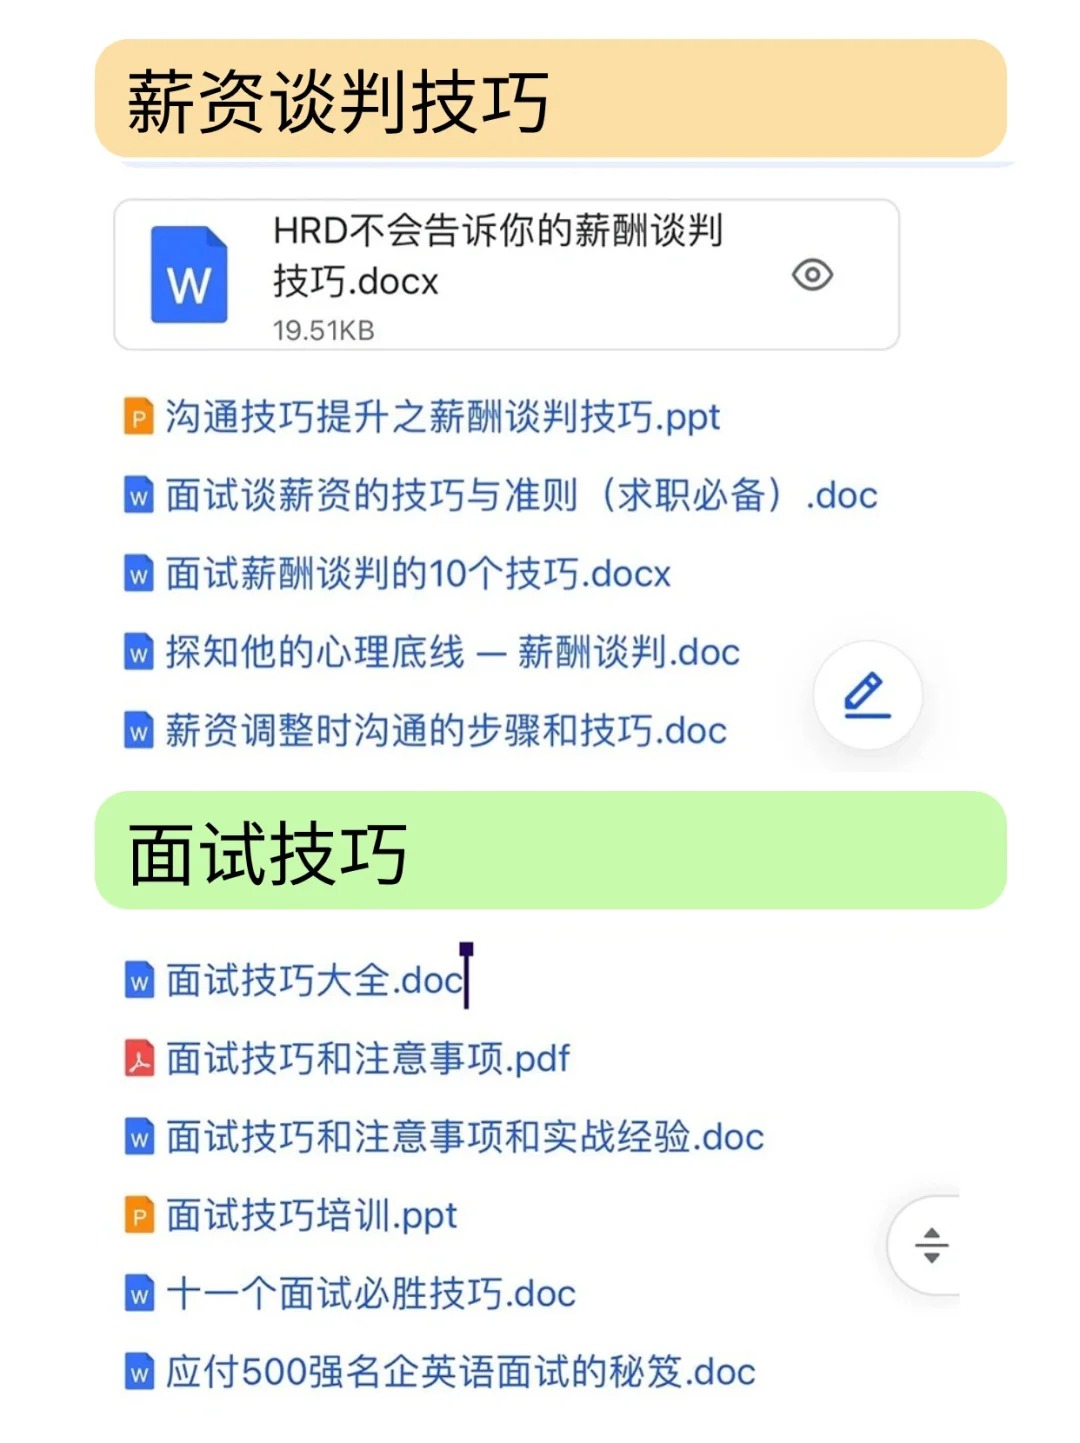 薪资谈判技巧
HRD不会告诉你的薪酬谈判
技巧.docx
19.51KB
沟通技巧提升之薪酬谈判技巧.ppt
面试谈薪资的技巧与准则（求职必备）.doc
面试薪酬谈判的10个技巧.docx
探知他的心理底线 — 薪酬谈判.doc
薪资调整时沟通的步骤和技巧.doc
面试技巧
面试技巧大全.doc
面试技巧和注意事项.pdf
面试技巧和注意事项和实战经验.doc
面试技巧培训.ppt
十一个面试必胜技巧.doc
应付500强名企英语面试的秘笈.doc